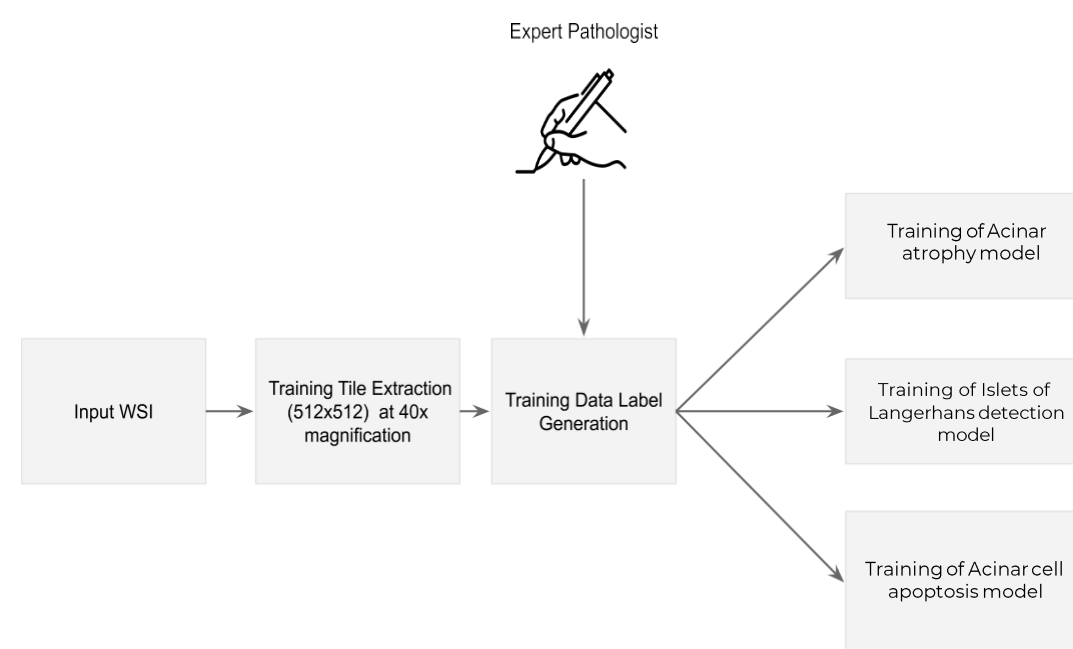 Expert Pathologist
Input WSI
Training Tile Extraction
(512x512) at 40x
magnification
Training Data Label
Generation
Training of Acinar
atrophy model
Training of Islets of
Langerhans detection
model
Training of Acinar cell
apoptosis model